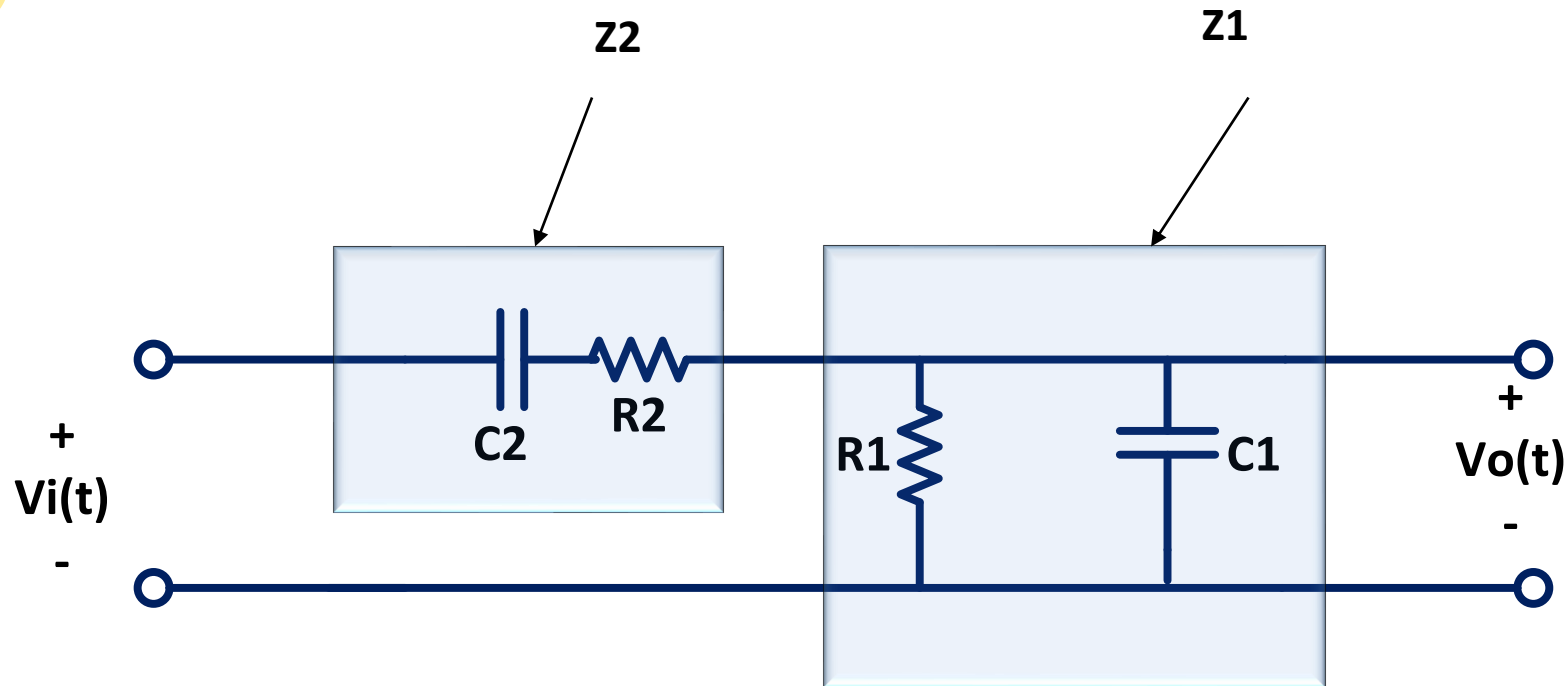 Z2
Z1
C2
R2
R1
C1
+
Vi(t)
-
+
Vo(t)
-